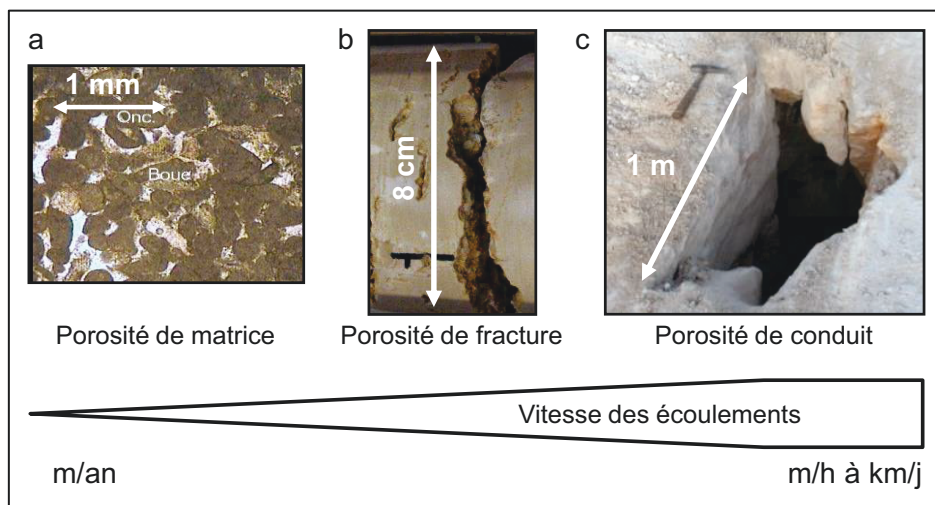 a
b
c
1 mm
Onc.
Boue
8 cm
1 m
Porosité de matrice
Porosité de fracture
Porosité de conduit
Vitesse des écoulements
m/an
m/h à km/j